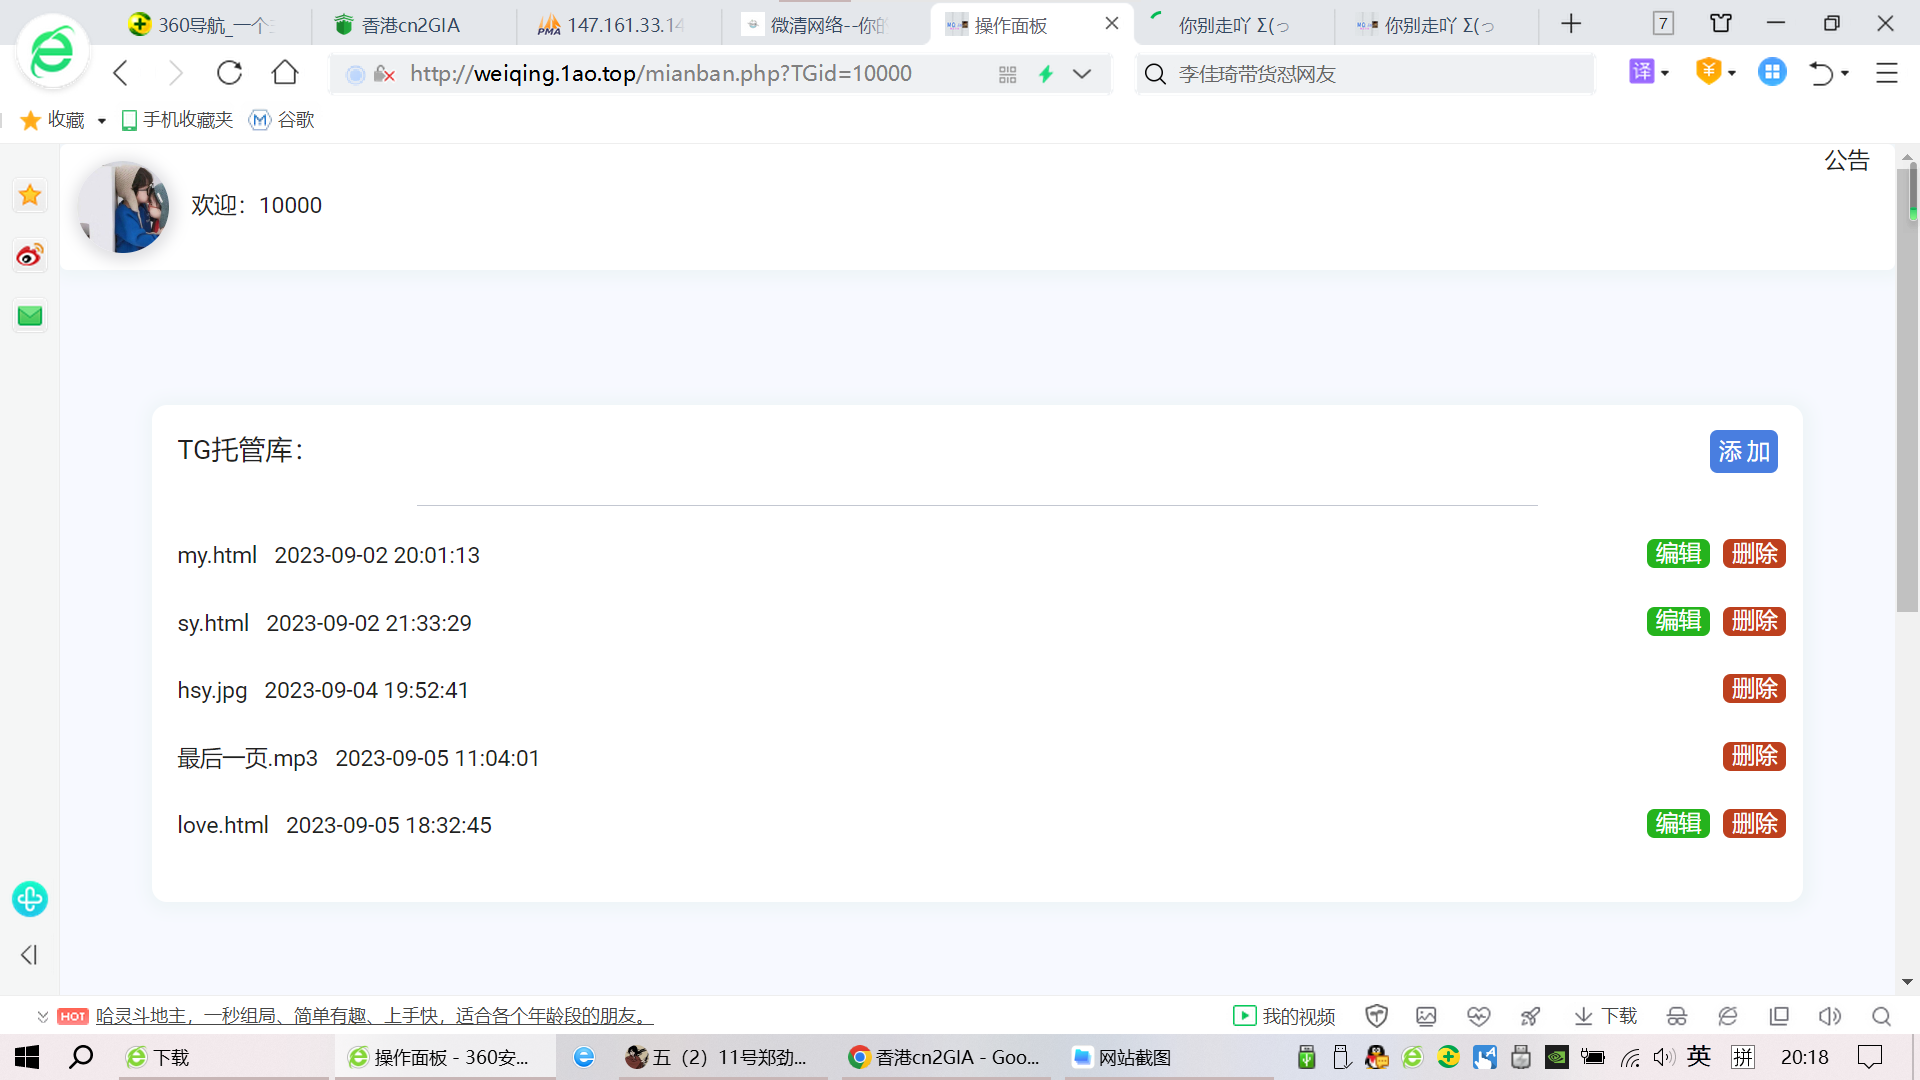 360导航_一个主
香港cn2GIA
147.161.33.14
微清网络--你的
操作面板
你别走吖 Σ(っ
你别走吖 Σ(っ
7
http://weiqing.1ao.top/mianban.php?TGid=10000
李佳琦带货怼网友
译
收藏
手机收藏夹
谷歌
欢迎：10000
公告
TG托管库：
添加
my.html 2023-09-02 20:01:13 编辑 删除
sy.html 2023-09-02 21:33:29 编辑 删除
hsy.jpg 2023-09-04 19:52:41 删除
最后一页.mp3 2023-09-05 11:04:01 删除
love.html 2023-09-05 18:32:45 编辑 删除
HOT 哈灵斗地主，一秒组局、简单有趣、上手快，适合各个年龄段的朋友。
我的视频
下载
下载
操作面板 - 360安...
五（2）11号郑劲...
香港cn2GIA - Goo...
网站截图
英
拼
20:18